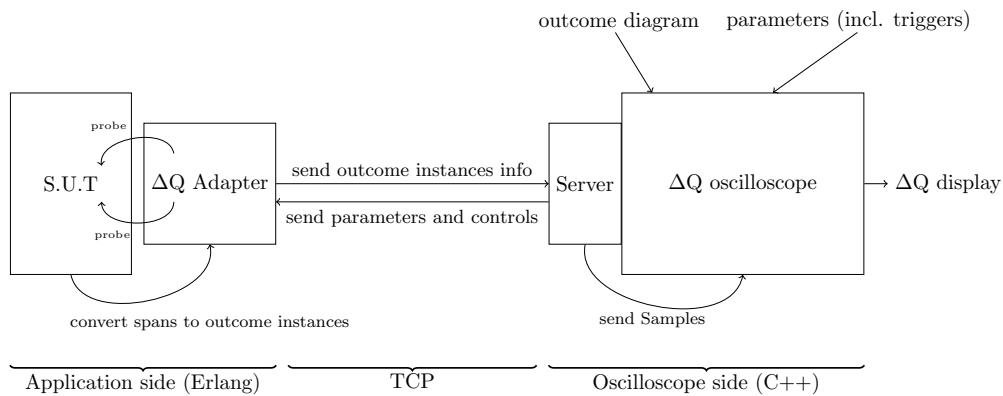 outcome diagram
parameters (incl. triggers)
probe
S.U.T
ΔQ Adapter
send outcome instances info
Server
ΔQ oscilloscope
ΔQ display
send parameters and controls
probe
convert spans to outcome instances
send Samples
Application side (Erlang)
TCP
Oscilloscope side (C++)